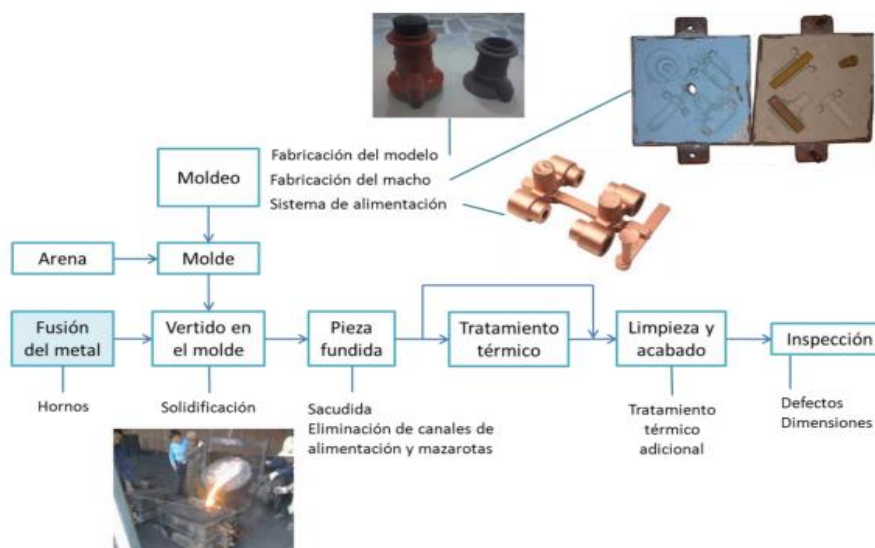 Moldeo
Fabricación del modelo
Fabricación del macho
Sistema de alimentación
Arena
Molde
Fusión
del metal
Vertido en
el molde
Pieza
fundida
Tratamiento
térmico
Limpieza y
acabado
Inspección
Hornos
Solidificación
Sacudida
Eliminación de canales de
alimentación y mazarotas
Tratamiento
térmico
adicional
Defectos
Dimensiones